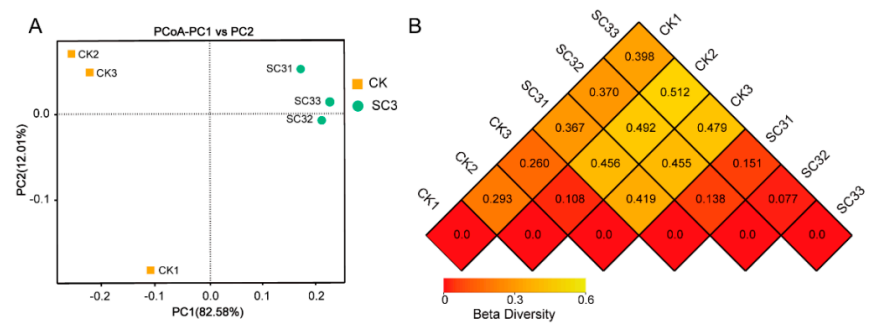 A
PCoA-PC1 vs PC2
CK2
CK3
SC31
SC33
SC32
CK1
CK
SC3
0.0
-0.1
PC2(12.01%)
-0.2
-0.1
0.0
0.1
0.2
PC1(82.58%)
B
SC33
CK1
SC32
CK2
SC31
CK3
CK3
SC31
CK2
SC32
CK1
SC33
0.398
0.370
0.512
0.367
0.492
0.479
0.260
0.456
0.455
0.151
0.293
0.108
0.419
0.138
0.077
0.0
0.0
0.0
0.0
0.0
0.0
0
0.3
0.6
Beta Diversity